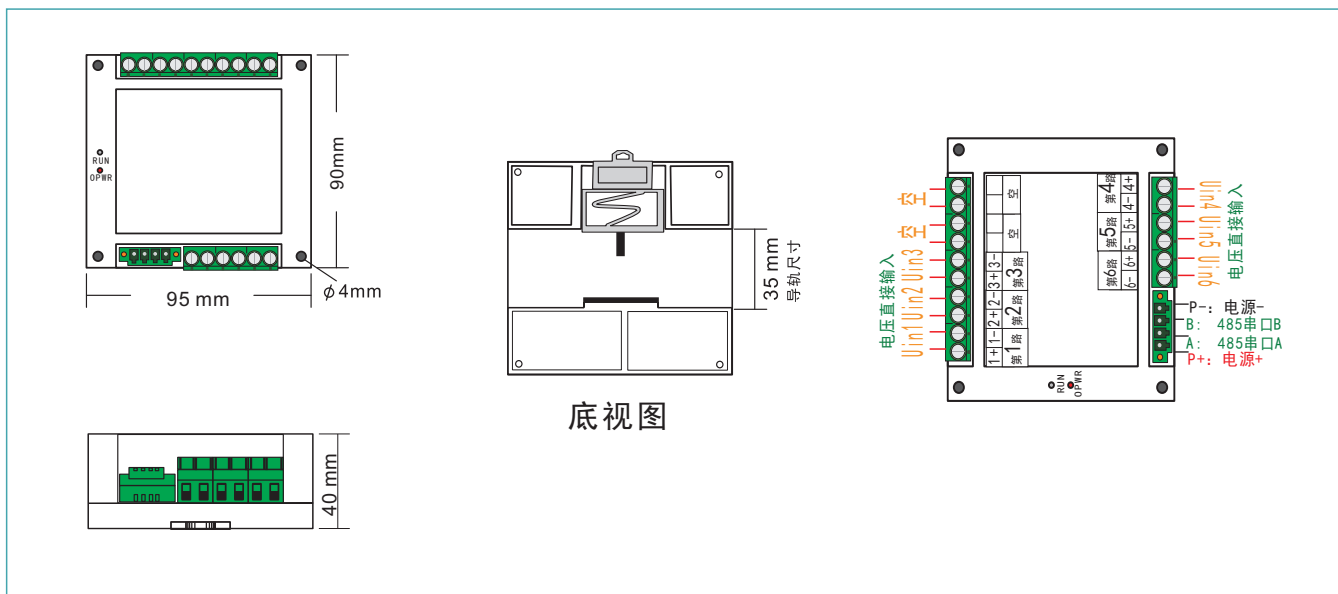 RUN
OPWR
90mm
95 mm
ϕ4mm
40 mm
35 mm
导轨尺寸
底视图
电压直接输入
空
空
Uin1 Uin2 Uin3
1+ 1- 2+ 2- 3+ 3-
第1路 第2路 第3路 空 空
第4路 4- 4+
第5路 5- 5+
第6路 6- 6+
Uin4 Uin5 Uin6
电压直接输入
P-: 电源-
B: 485串口B
A: 485串口A
P+: 电源+
RUN
OPWR